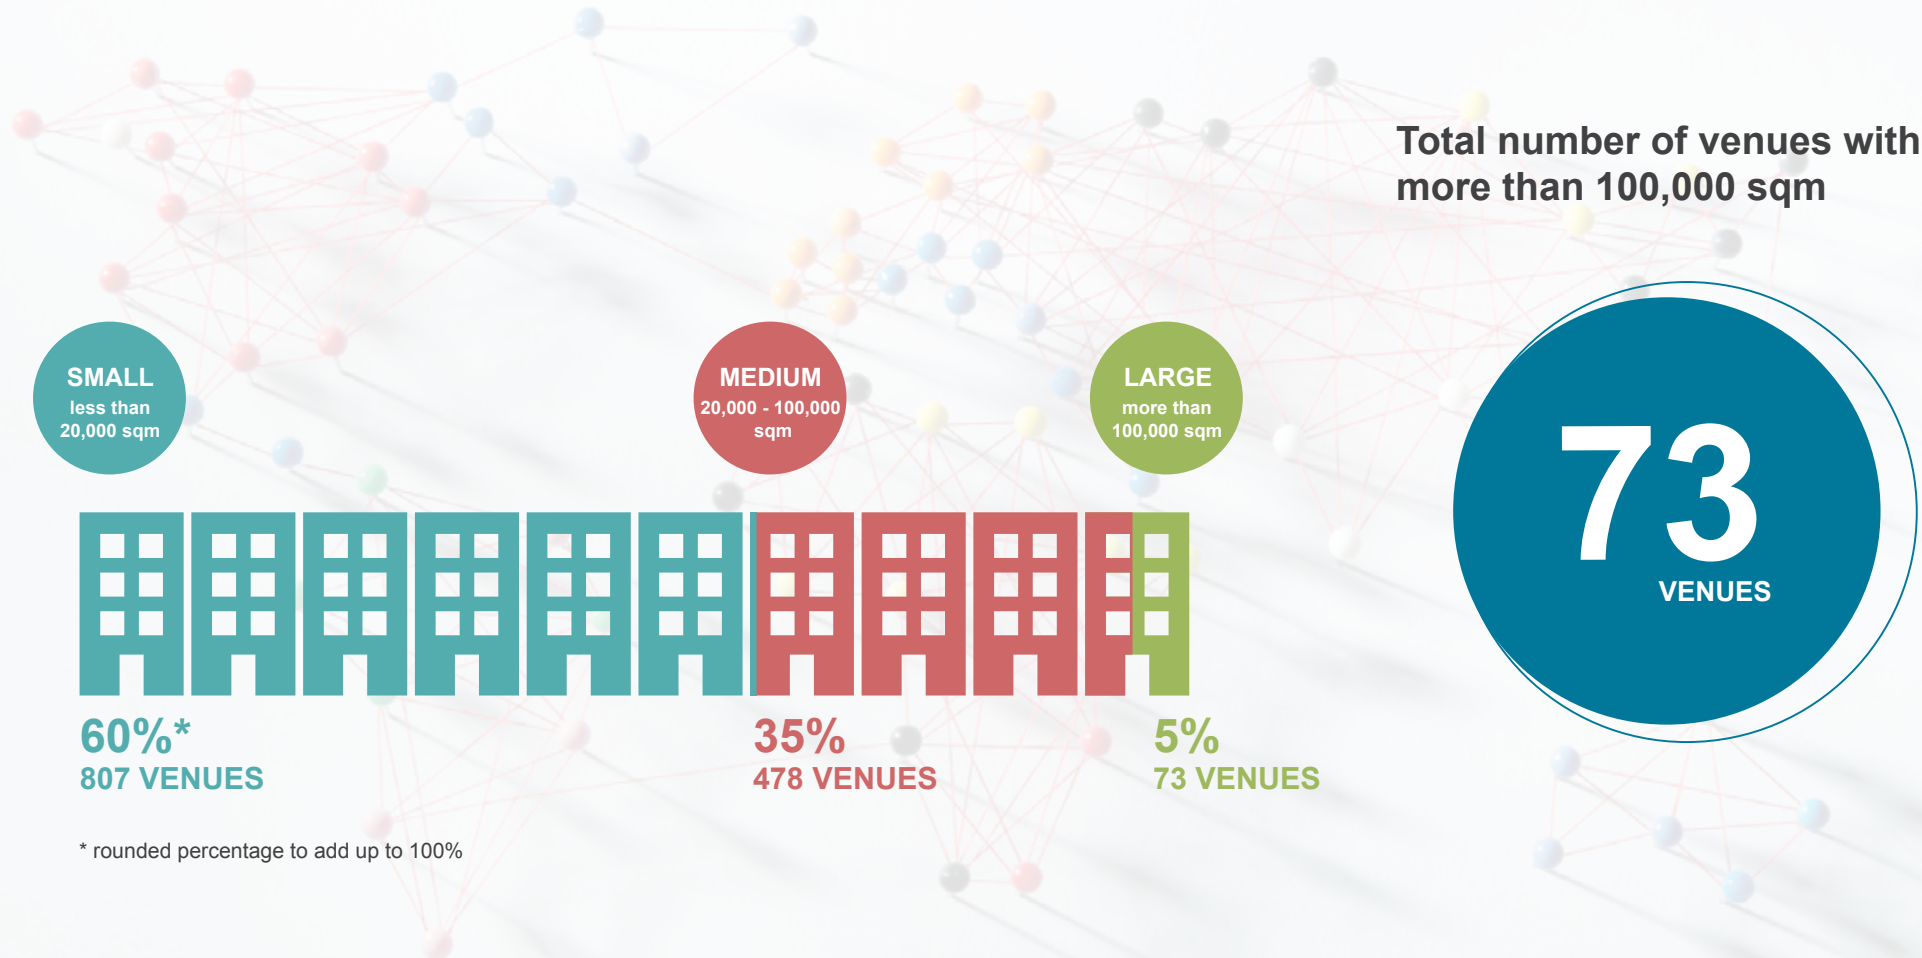 Total number of venues with
more than 100,000 sqm
SMALL
less than
20,000 sqm
MEDIUM
20,000 - 100,000
sqm
LARGE
more than
100,000 sqm
73
VENUES
60%*
807 VENUES
35%
478 VENUES
5%
73 VENUES
* rounded percentage to add up to 100%